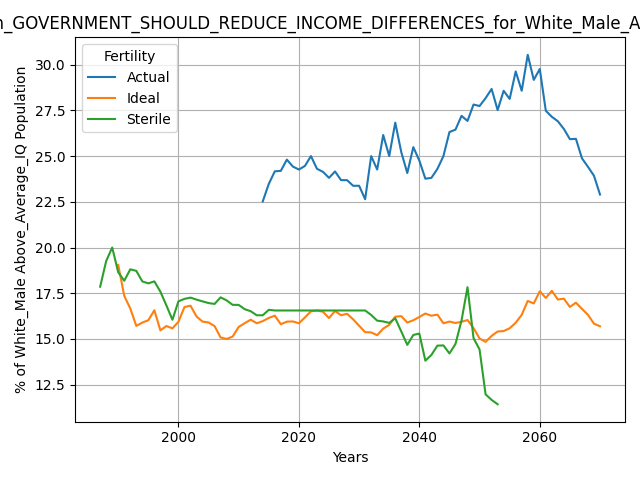 GOVERNMENT_SHOULD_REDUCE_INCOME_DIFFERENCES_for_White_Male_A
Fertility
Actual
Ideal
Sterile
% of White_Male Above_Average_IQ Population
30.0
27.5
25.0
22.5
20.0
17.5
15.0
12.5
2000
2020
2040
2060
Years